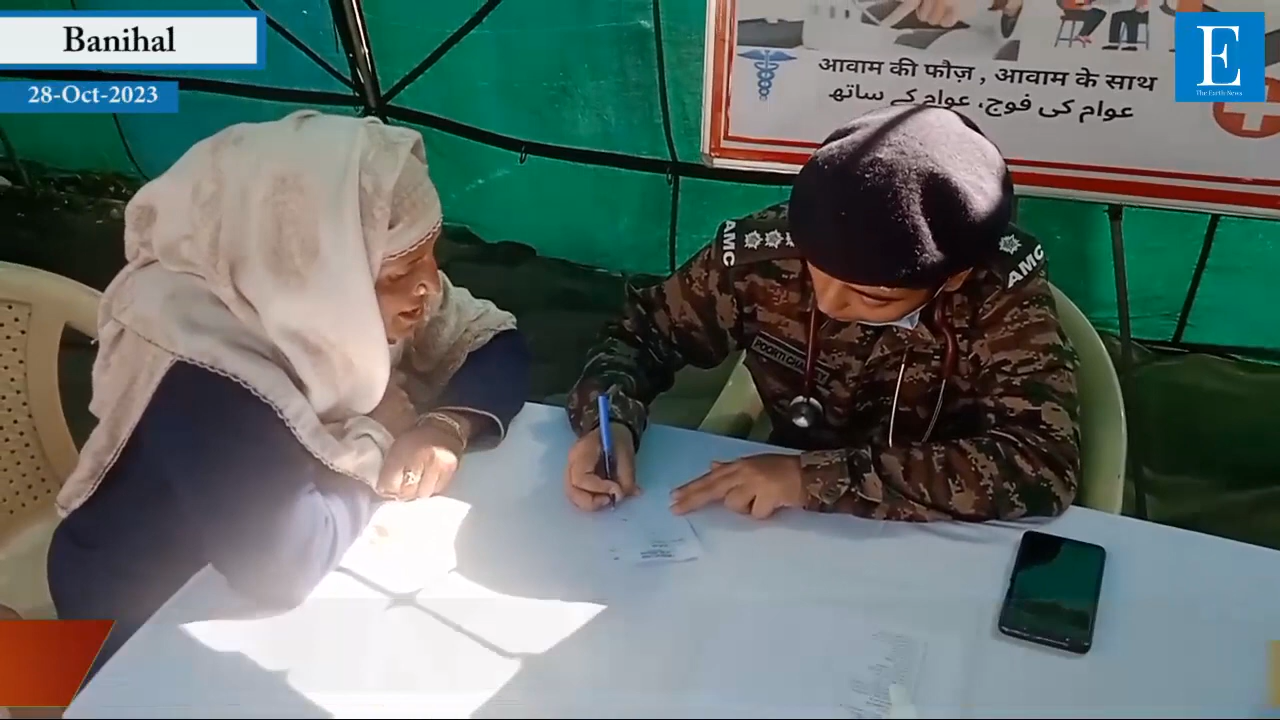 Banihal
28-Oct-2023
E
The Earth News
आवाम की फौज़ , आवाम के साथ
عوام کی فوج، عوام کے ساتھ
AMC
AMC